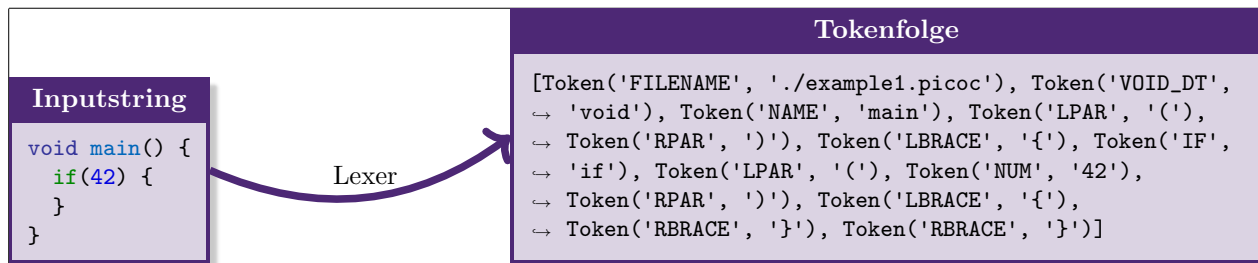 Inputstring
void main() {
  if(42) {
  }
}
Lexer
Tokenfolge
[Token('FILENAME', './example1.picoc'), Token('VOID_DT',
↪ 'void'), Token('NAME', 'main'), Token('LPAR', '('),
↪ Token('RPAR', ')'), Token('LBRACE', '{'), Token('IF',
↪ 'if'), Token('LPAR', '('), Token('NUM', '42'),
↪ Token('RPAR', ')'), Token('LBRACE', '{'),
↪ Token('RBRACE', '}'), Token('RBRACE', '}')]